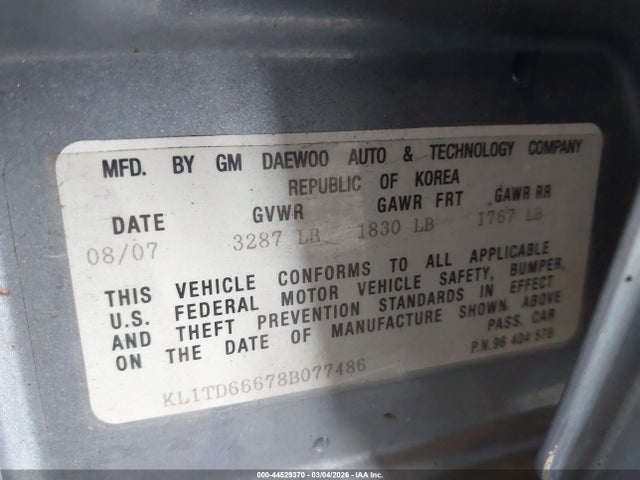 MFD. BY GM DAEWOO AUTO & TECHNOLOGY COMPANY
REPUBLIC OF KOREA
DATE GVWR GAWR FRT GAWR RR
08/07 3287 LB 1830 LB 1767 LB
THIS VEHICLE CONFORMS TO ALL APPLICABLE
U.S. FEDERAL MOTOR VEHICLE SAFETY, BUMPER,
AND THEFT PREVENTION STANDARDS IN EFFECT
ON THE DATE OF MANUFACTURE SHOWN ABOVE
PASS. CAR
KL1TD66678B077486 P.N.96 404 578
000-44529370 - 03/04/2026 - IAA Inc.